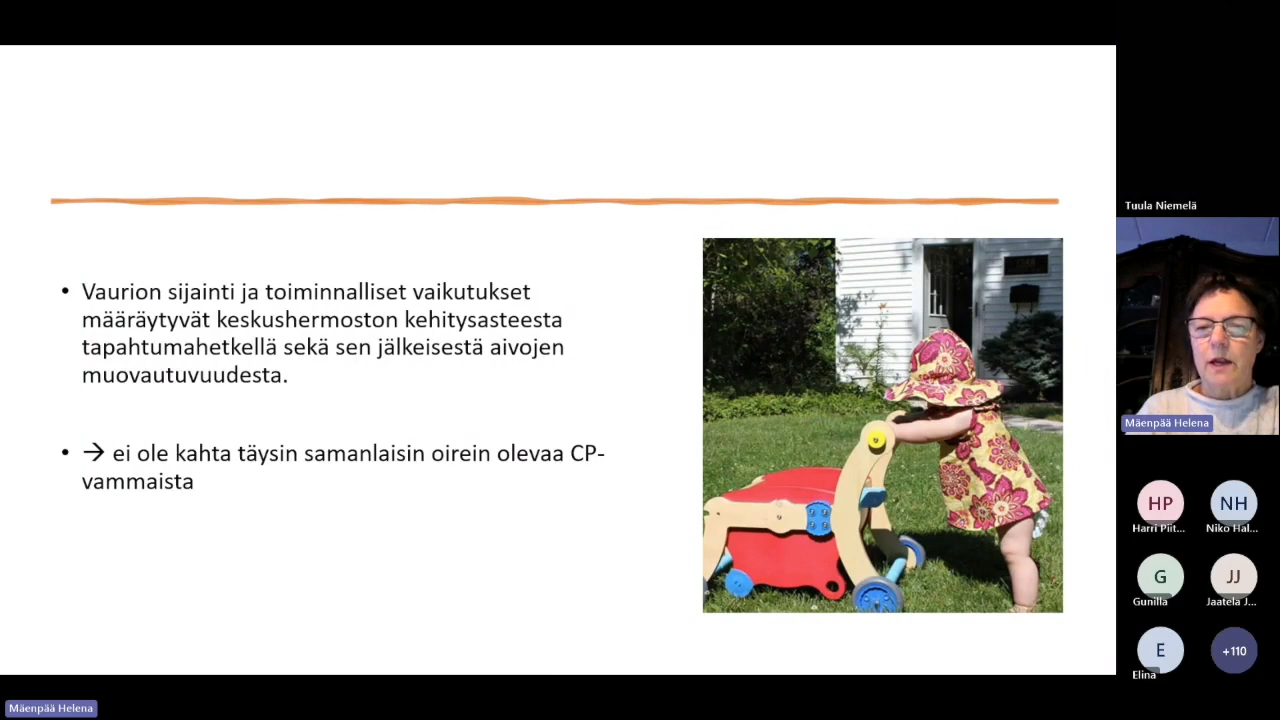 Vaurion sijainti ja toiminnalliset vaikutukset
määräytyvät keskushermoston kehitysasteesta
tapahtumahetkellä sekä sen jälkeisestä aivojen
muovautuvuudesta.
→ ei ole kahta täysin samanlaisin oirein olevaa CP-
vammaista
Tuula Niemelä
Mäenpää Helena
HP
NH
Harri Piit...
Niko Hal...
G
JJ
Gunilla
Jaatela J...
E
+110
Elina
Mäenpää Helena